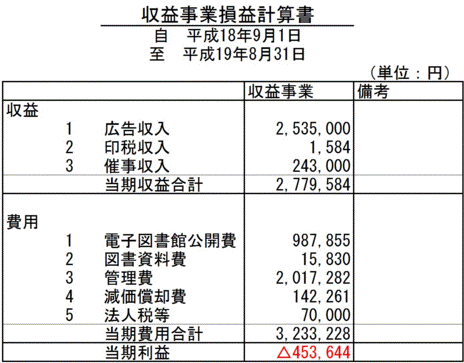 収益事業損益計算書
自　平成18年9月1日
至　平成19年8月31日
（単位：円）
収益事業 備考
収益
1 広告収入 2,535,000
2 印税収入 1,584
3 催事収入 243,000
当期収益合計 2,779,584
費用
1 電子図書館公開費 987,855
2 図書資料費 15,830
3 管理費 2,017,282
4 減価償却費 142,261
5 法人税等 70,000
当期費用合計 3,233,228
当期利益 △453,644